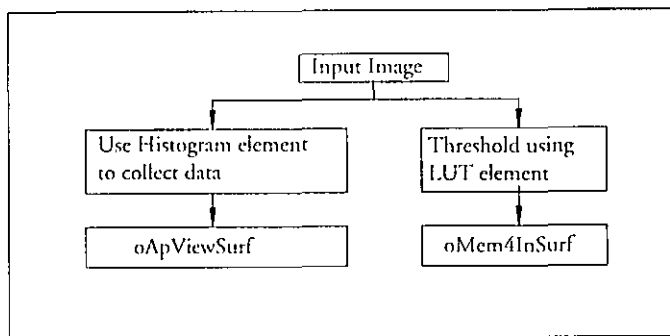 Input Image
Use Histogram element
to collect data
Threshold using
LUT element
oApViewSurf
oMem4InSurf